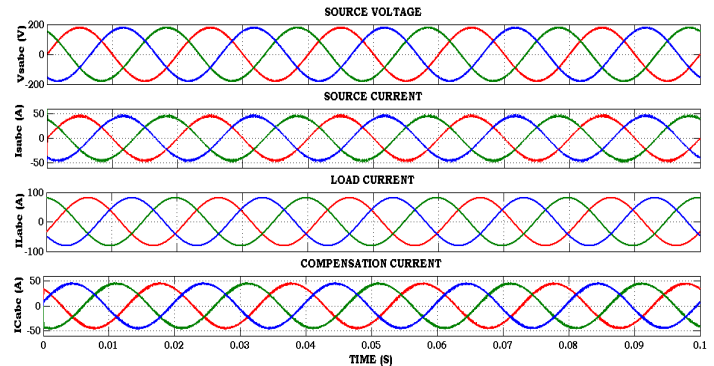 SOURCE VOLTAGE
Vsabc (V)
200
0
-200
SOURCE CURRENT
Isabc (A)
50
0
-50
LOAD CURRENT
ILabc (A)
100
0
-100
COMPENSATION CURRENT
ICabc (A)
50
0
-50
0 0.01 0.02 0.03 0.04 0.05 0.06 0.07 0.08 0.09 0.1
TIME (S)